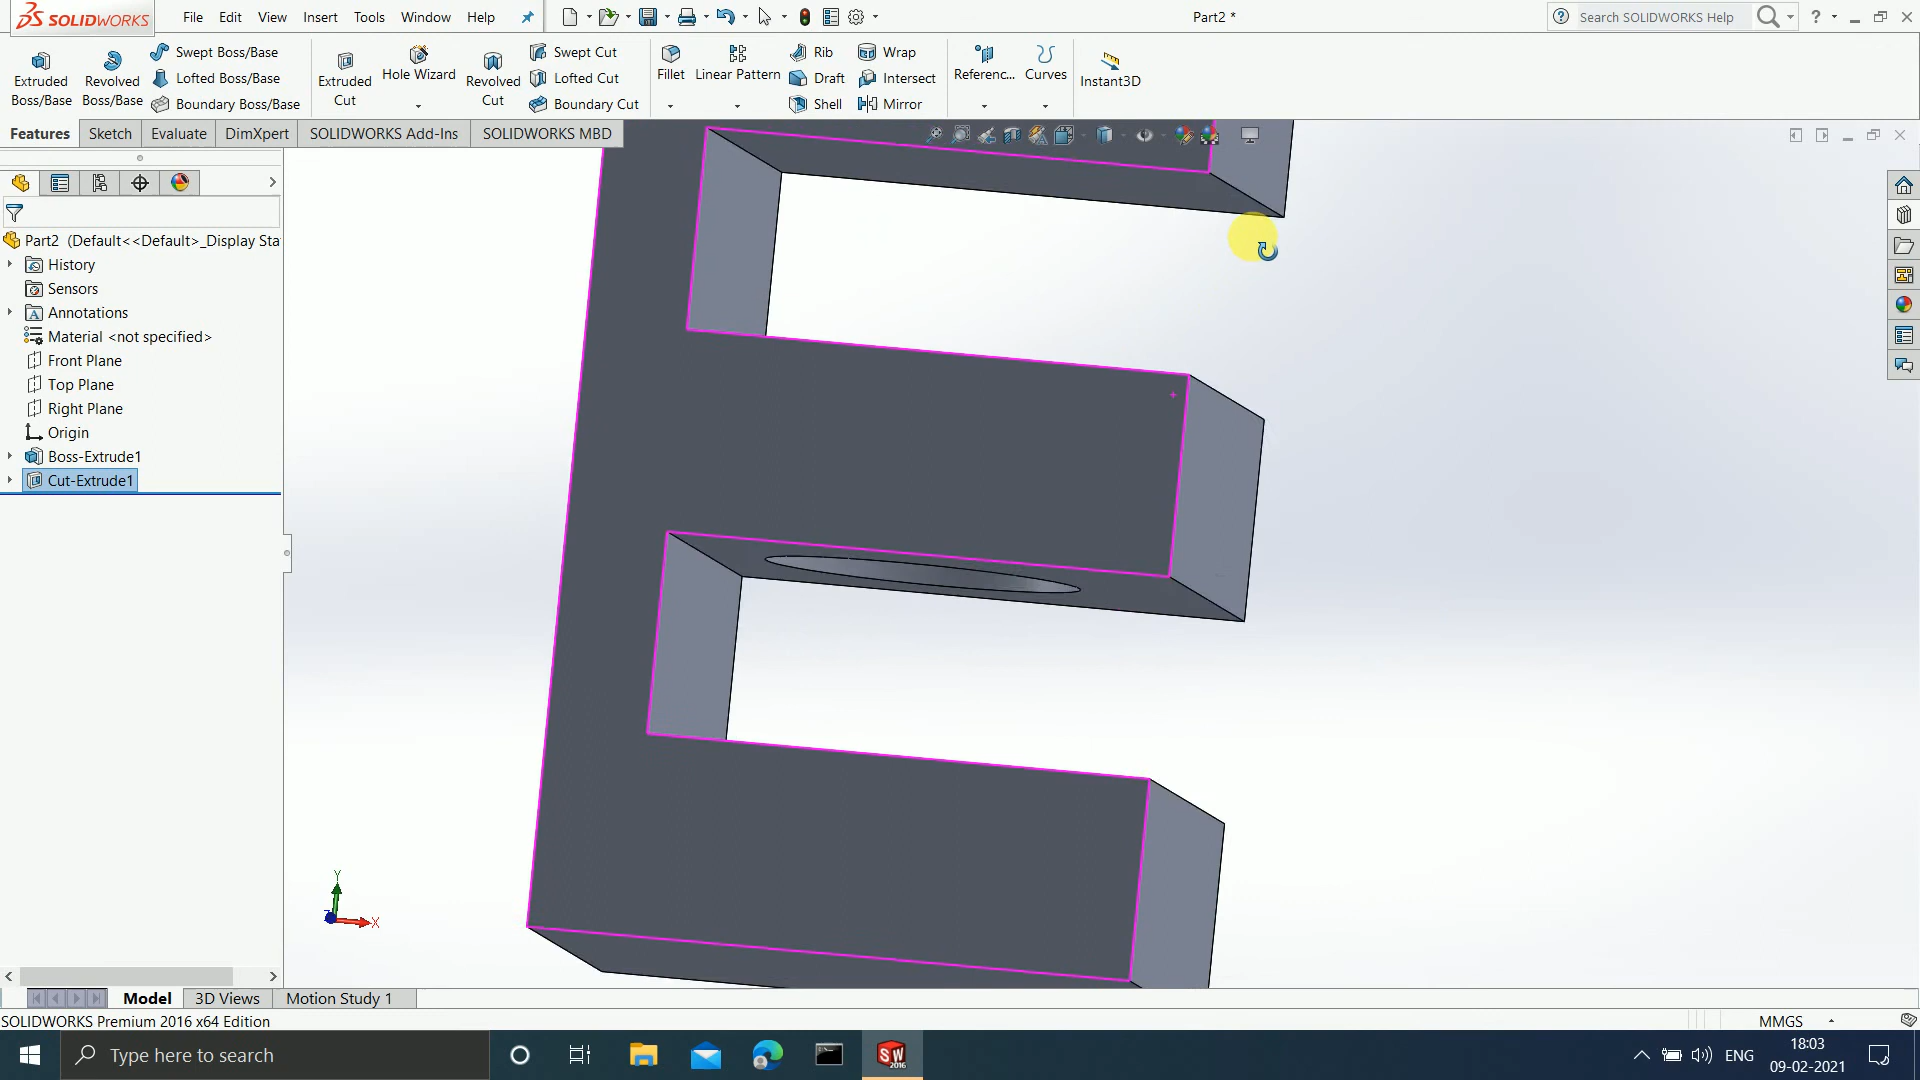 SOLIDWORKS File Edit View Insert Tools Window Help Part2 * Search SOLIDWORKS Help ?
Extruded Boss/Base
Revolved Boss/Base
Swept Boss/Base
Lofted Boss/Base
Boundary Boss/Base
Extruded Cut
Hole Wizard
Revolved Cut
Swept Cut
Lofted Cut
Boundary Cut
Fillet
Linear Pattern
Rib
Draft
Shell
Wrap
Intersect
Mirror
Referenc...
Curves
Instant3D
Features Sketch Evaluate DimXpert SOLIDWORKS Add-Ins SOLIDWORKS MBD
Part2 (Default<<Default>_Display Sta
History
Sensors
Annotations
Material <not specified>
Front Plane
Top Plane
Right Plane
Origin
Boss-Extrude1
Cut-Extrude1
Y
X
Z
Model 3D Views Motion Study 1
SOLIDWORKS Premium 2016 x64 Edition MMGS
Type here to search
SW 2016
ENG
18:03
09-02-2021